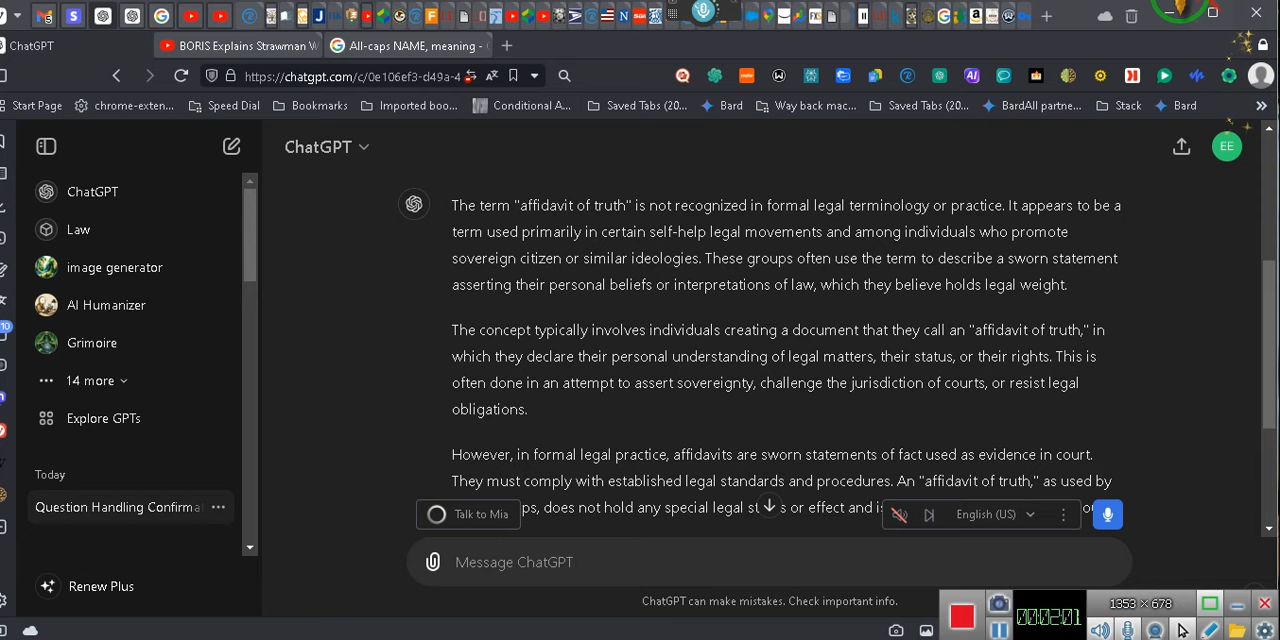 ChatGPT
BORIS Explains Strawman W
All-caps NAME, meaning -
https://chatgpt.com/c/0e106ef3-d49a-4
Start Page
chrome-exten...
Speed Dial
Bookmarks
Imported boo...
Conditional A...
Saved Tabs (20...
Bard
Way back mac...
Saved Tabs (20...
BardAll partne...
Stack
Bard
ChatGPT
EE
ChatGPT
Law
image generator
AI Humanizer
Grimoire
14 more
Explore GPTs
Today
Question Handling Confirma
Renew Plus
The term "affidavit of truth" is not recognized in formal legal terminology or practice. It appears to be a
term used primarily in certain self-help legal movements and among individuals who promote
sovereign citizen or similar ideologies. These groups often use the term to describe a sworn statement
asserting their personal beliefs or interpretations of law, which they believe holds legal weight.
The concept typically involves individuals creating a document that they call an "affidavit of truth," in
which they declare their personal understanding of legal matters, their status, or their rights. This is
often done in an attempt to assert sovereignty, challenge the jurisdiction of courts, or resist legal
obligations.
However, in formal legal practice, affidavits are sworn statements of fact used as evidence in court.
They must comply with established legal standards and procedures. An "affidavit of truth," as used by
does not hold any special legal or effect and
Talk to Mia
English (US)
Message ChatGPT
ChatGPT can make mistakes. Check important info.
00:02:01
1353 × 678